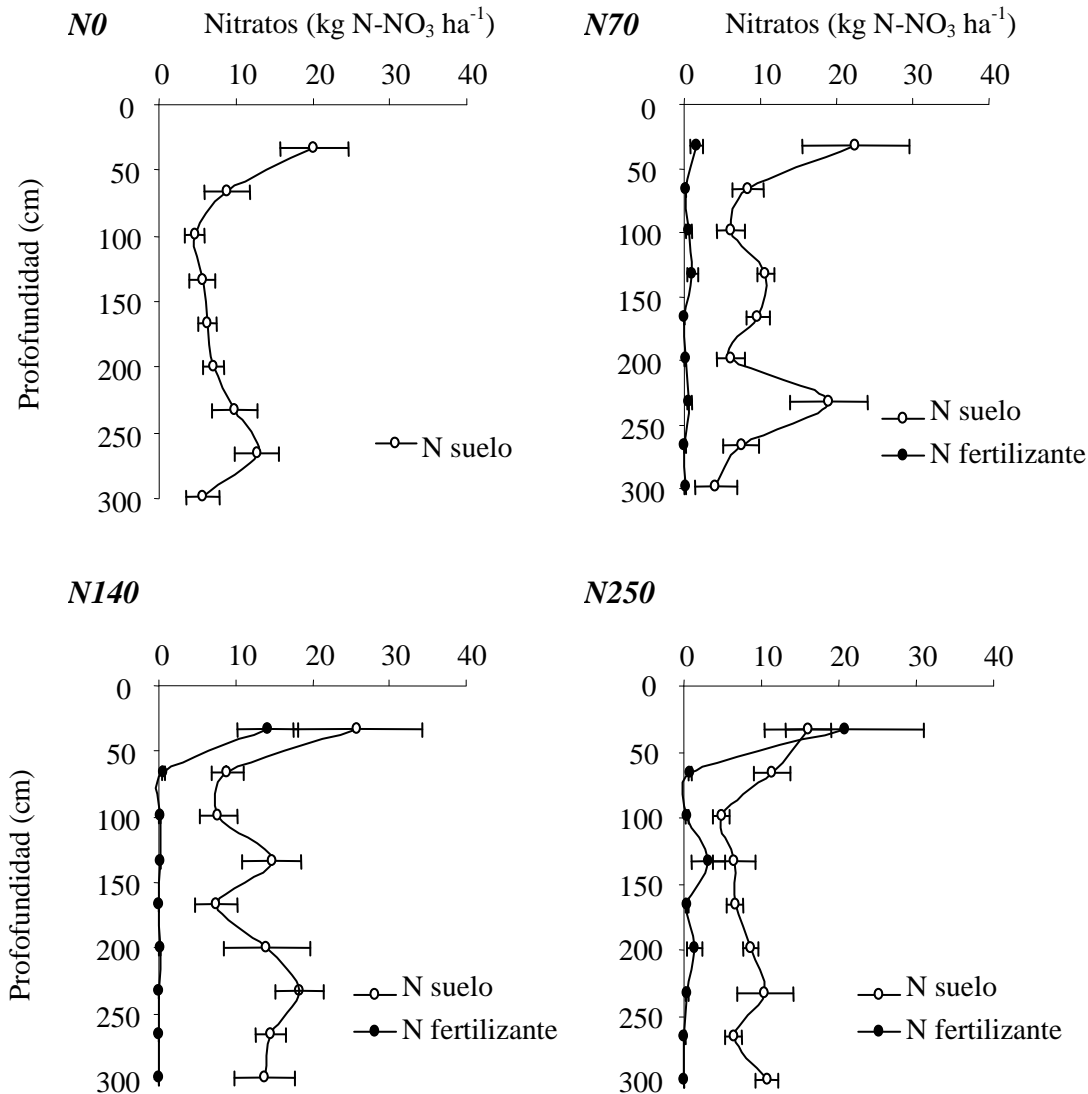 N0 Nitratos (kg N-NO3 ha-1) N70 Nitratos (kg N-NO3 ha-1)
0 10 20 30 40 0 10 20 30 40
0
50
100
150
200
250
300
Profofundidad (cm)
N suelo
0
50
100
150
200
250
300
N suelo
N fertilizante
N140 N250
0 10 20 30 40 0 10 20 30 40
0
50
100
150
200
250
300
Profofundidad (cm)
N suelo
N fertilizante
0
50
100
150
200
250
300
N suelo
N fertilizante